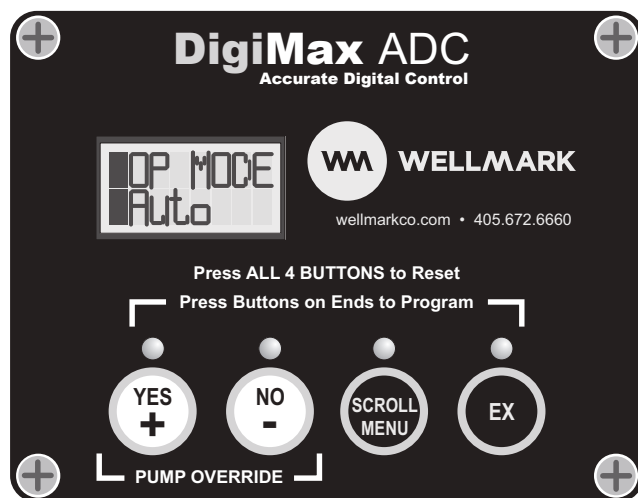 DigiMax ADC
Accurate Digital Control
OP MODE
Auto
WM WELLMARK
wellmarkco.com • 405.672.6660
Press ALL 4 BUTTONS to Reset
Press Buttons on Ends to Program
YES
+
NO
-
SCROLL
MENU
EX
PUMP OVERRIDE